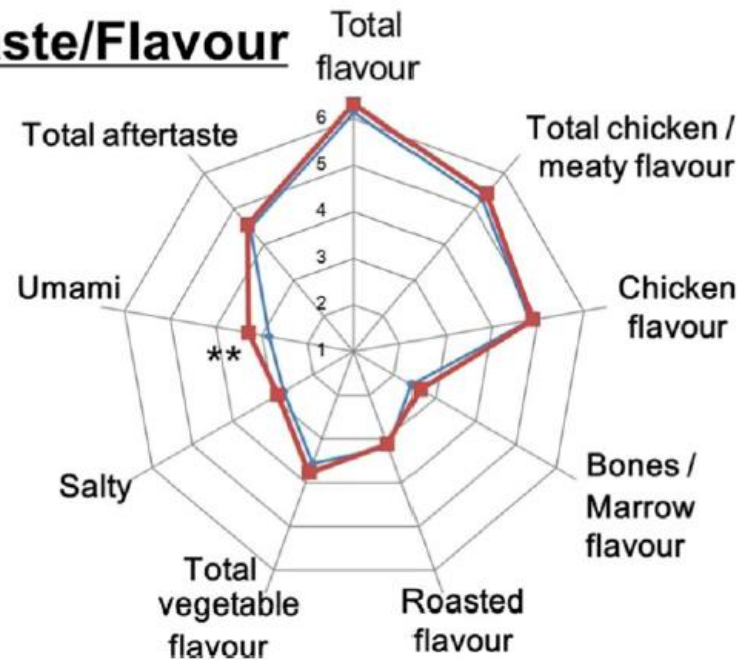 ste/Flavour
Total
flavour
Total aftertaste
Total chicken /
meaty flavour
6
5
4
3
2
1
Umami
**
Chicken
flavour
Salty
Bones /
Marrow
flavour
Total
vegetable
flavour
Roasted
flavour